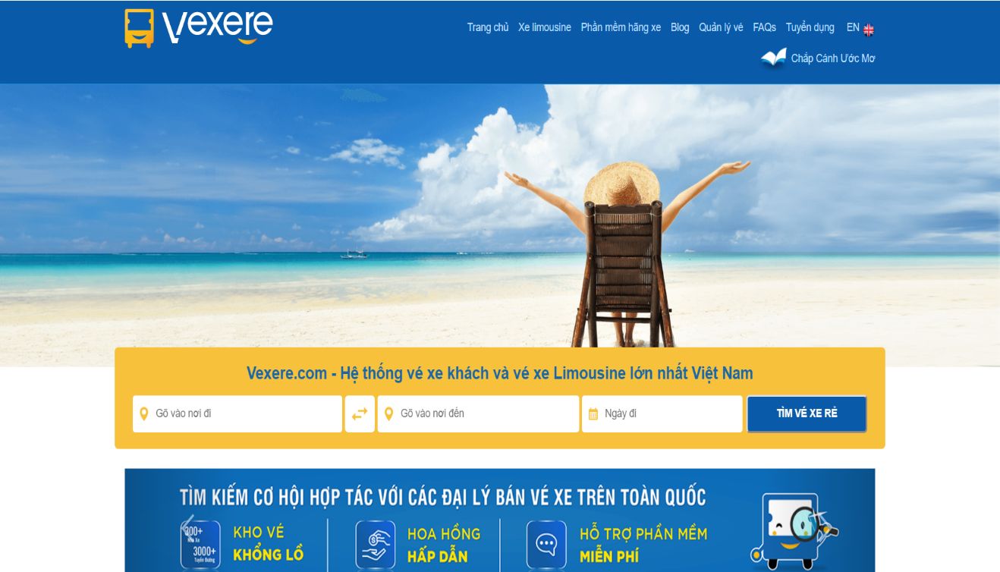 Vexere
Trang chủ Xe limousine Phần mềm hãng xe Blog Quản lý vé FAQs Tuyển dụng EN
Chắp Cánh Ước Mơ
Vexere.com - Hệ thống vé xe khách và vé xe Limousine lớn nhất Việt Nam
Gõ vào nơi đi
Gõ vào nơi đến
Ngày đi
TÌM VÉ XE RẺ
TÌM KIẾM CƠ HỘI HỢP TÁC VỚI CÁC ĐẠI LÝ BÁN VÉ XE TRÊN TOÀN QUỐC
300+
Nhà Xe
3000+
Tuyến Đường
KHO VÉ
KHỔNG LỒ
HOA HỒNG
HẤP DẪN
HỖ TRỢ PHẦN MỀM
MIỄN PHÍ